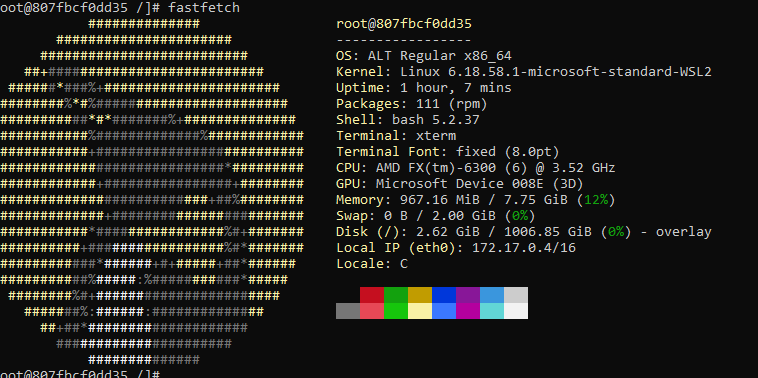 oot@807fbcf0dd35 /]# fastfetch
root@807fbcf0dd35
-----------------
OS: ALT Regular x86_64
Kernel: Linux 6.18.58.1-microsoft-standard-WSL2
Uptime: 1 hour, 7 mins
Packages: 111 (rpm)
Shell: bash 5.2.37
Terminal: xterm
Terminal Font: fixed (8.0pt)
CPU: AMD FX(tm)-6300 (6) @ 3.52 GHz
GPU: Microsoft Device 008E (3D)
Memory: 967.16 MiB / 7.75 GiB (12%)
Swap: 0 B / 2.00 GiB (0%)
Disk (/): 2.62 GiB / 1006.85 GiB (0%) - overlay
Local IP (eth0): 172.17.0.4/16
Locale: C
oot@807fbcf0dd35 /]#